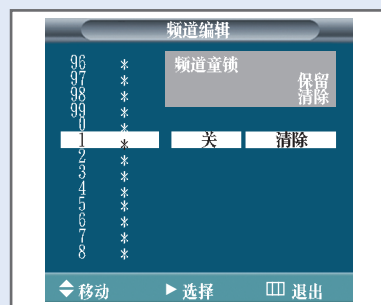 频道编辑
96 *
97 *
98 *
99 *
0 *
1 *
2 *
3 *
4 *
5 *
6 *
7 *
8 *
频道童锁
保留
清除
关 清除
移动 选择 退出